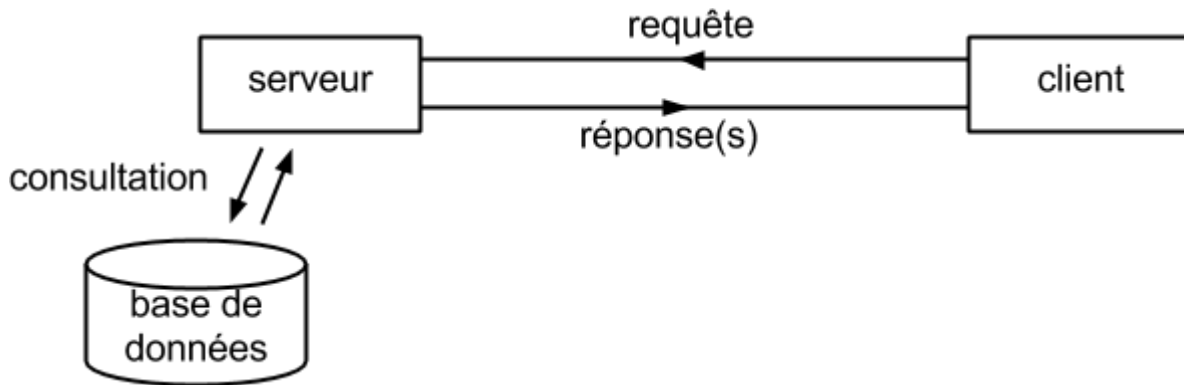 requête
serveur
client
réponse(s)
consultation
base de
données